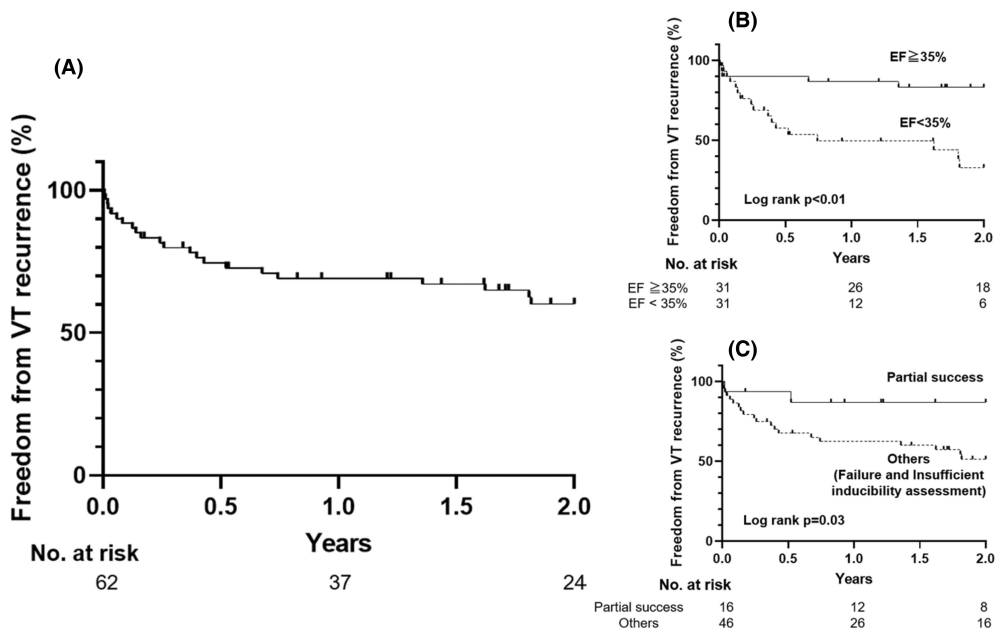 (A)
Freedom from VT recurrence (%)
100
50
0
0.0 0.5 1.0 1.5 2.0
Years
No. at risk
62 37 24
(B)
Freedom from VT recurrence (%)
100
50
0
EF≧35%
EF<35%
Log rank p<0.01
0.0 0.5 1.0 1.5 2.0
Years
No. at risk
EF ≧35% 31 26 18
EF < 35% 31 12 6
(C)
Freedom from VT recurrence (%)
100
50
0
Partial success
Others
(Failure and Insufficient
inducibility assessment)
Log rank p=0.03
0.0 0.5 1.0 1.5 2.0
Years
No. at risk
Partial success 16 12 8
Others 46 26 16